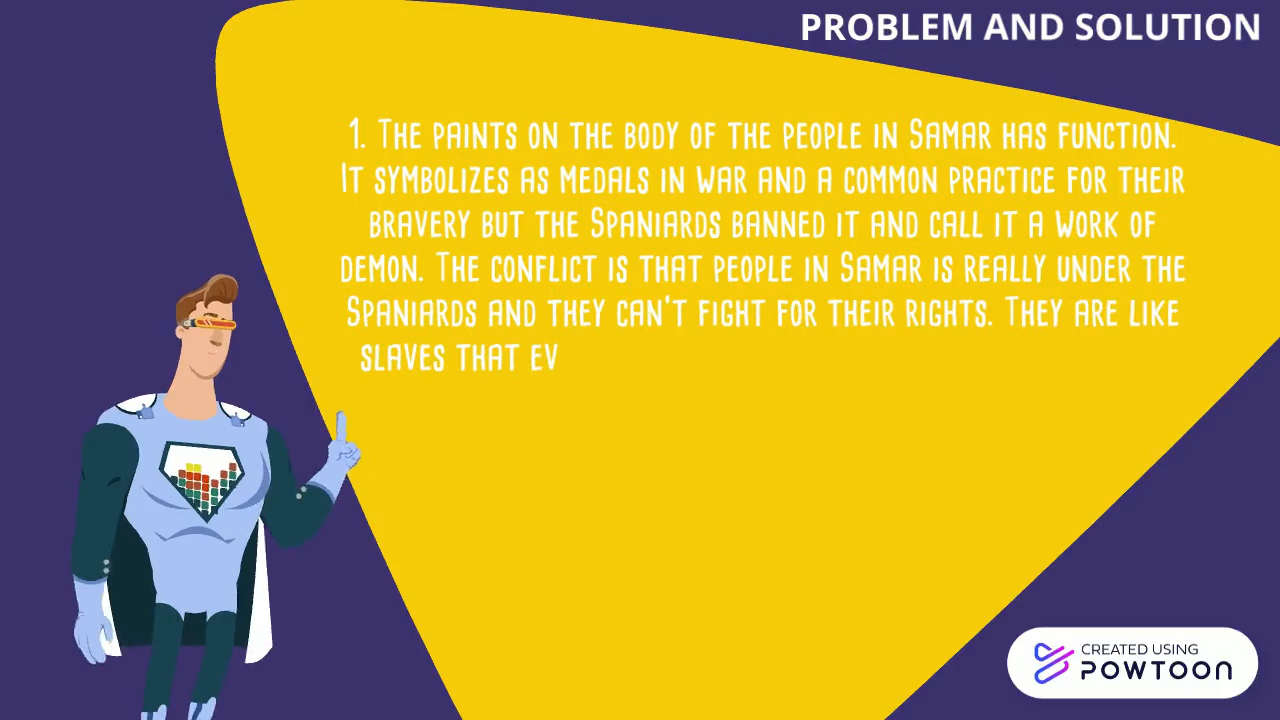 PROBLEM AND SOLUTION
1. The paints on the body of the people in Samar has function.
It symbolizes as medals in war and a common practice for their
bravery but the Spaniards banned it and call it a work of
demon. The conflict is that people in Samar is really under the
Spaniards and they can't fight for their rights. They are like
slaves that ev
CREATED USING
POWTOON